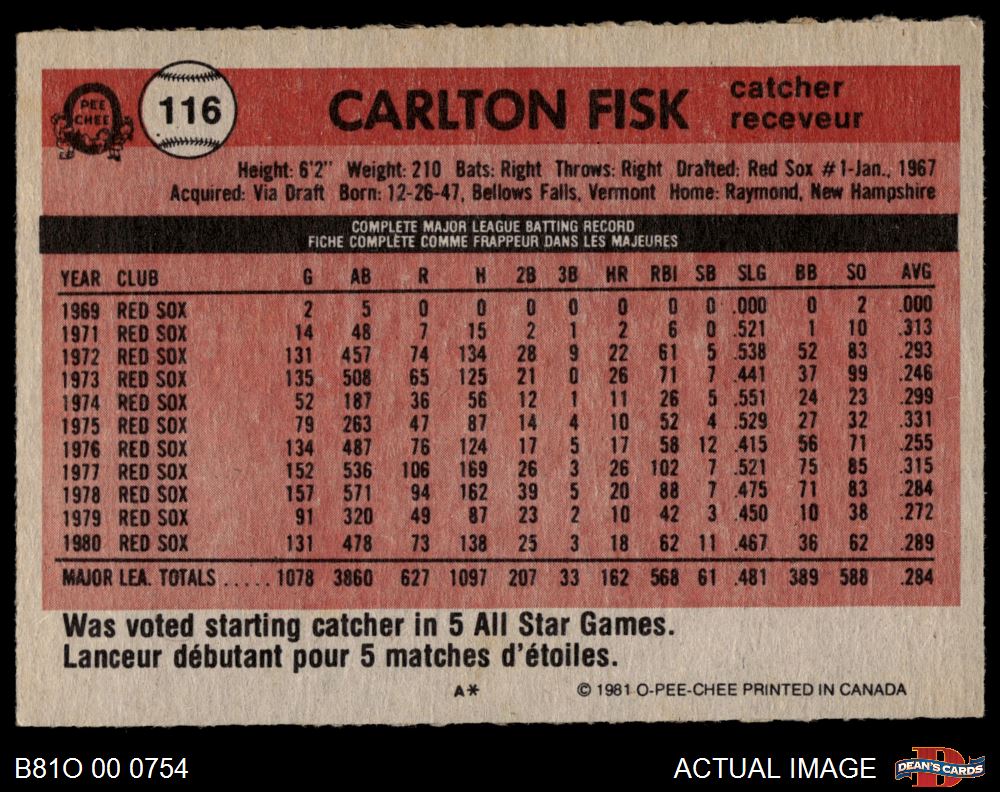 PEE
CHEE
116
CARLTON FISK
catcher
receveur
Height: 6'2" Weight: 210 Bats: Right Throws: Right Drafted: Red Sox #1-Jan., 1967
Acquired: Via Draft Born: 12-26-47, Bellows Falls, Vermont Home: Raymond, New Hampshire
COMPLETE MAJOR LEAGUE BATTING RECORD
FICHE COMPLÈTE COMME FRAPPEUR DANS LES MAJEURES
YEAR CLUB G AB R H 2B 3B HR RBI SB SLG BB SO AVG
1969 RED SOX 2 5 0 0 0 0 0 0 0 .000 0 2 .000
1971 RED SOX 14 48 7 15 2 1 2 6 0 .521 1 10 .313
1972 RED SOX 131 457 74 134 28 9 22 61 5 .538 52 83 .293
1973 RED SOX 135 508 65 125 21 0 26 71 7 .441 37 99 .246
1974 RED SOX 52 187 36 56 12 1 11 26 5 .551 24 23 .299
1975 RED SOX 79 263 47 87 14 4 10 52 4 .529 27 32 .331
1976 RED SOX 134 487 76 124 17 5 17 58 12 .415 56 71 .255
1977 RED SOX 152 536 106 169 26 3 26 102 7 .521 75 85 .315
1978 RED SOX 157 571 94 162 39 5 20 88 7 .475 71 83 .284
1979 RED SOX 91 320 49 87 23 2 10 42 3 .450 10 38 .272
1980 RED SOX 131 478 73 138 25 3 18 62 11 .467 36 62 .289
MAJOR LEA. TOTALS ..... 1078 3860 627 1097 207 33 162 568 61 .481 389 588 .284
Was voted starting catcher in 5 All Star Games.
Lanceur débutant pour 5 matches d'étoiles.
A* © 1981 O-PEE-CHEE PRINTED IN CANADA
B81O 00 0754 ACTUAL IMAGE DEAN'S CARDS